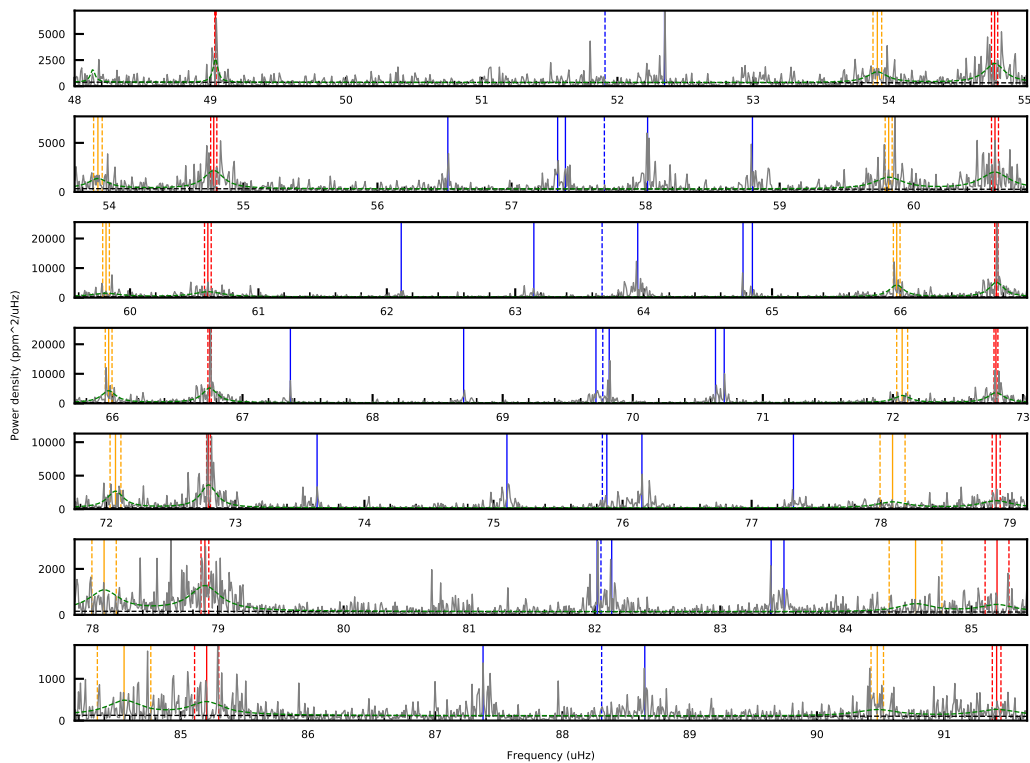 5000
2500
0
48 49 50 51 52 53 54 55
5000
0
54 55 56 57 58 59 60
20000
10000
0
60 61 62 63 64 65 66
Power density (ppm^2/uHz)
20000
10000
0
66 67 68 69 70 71 72 73
10000
5000
0
72 73 74 75 76 77 78 79
2000
0
78 79 80 81 82 83 84 85
1000
0
85 86 87 88 89 90 91
Frequency (uHz)